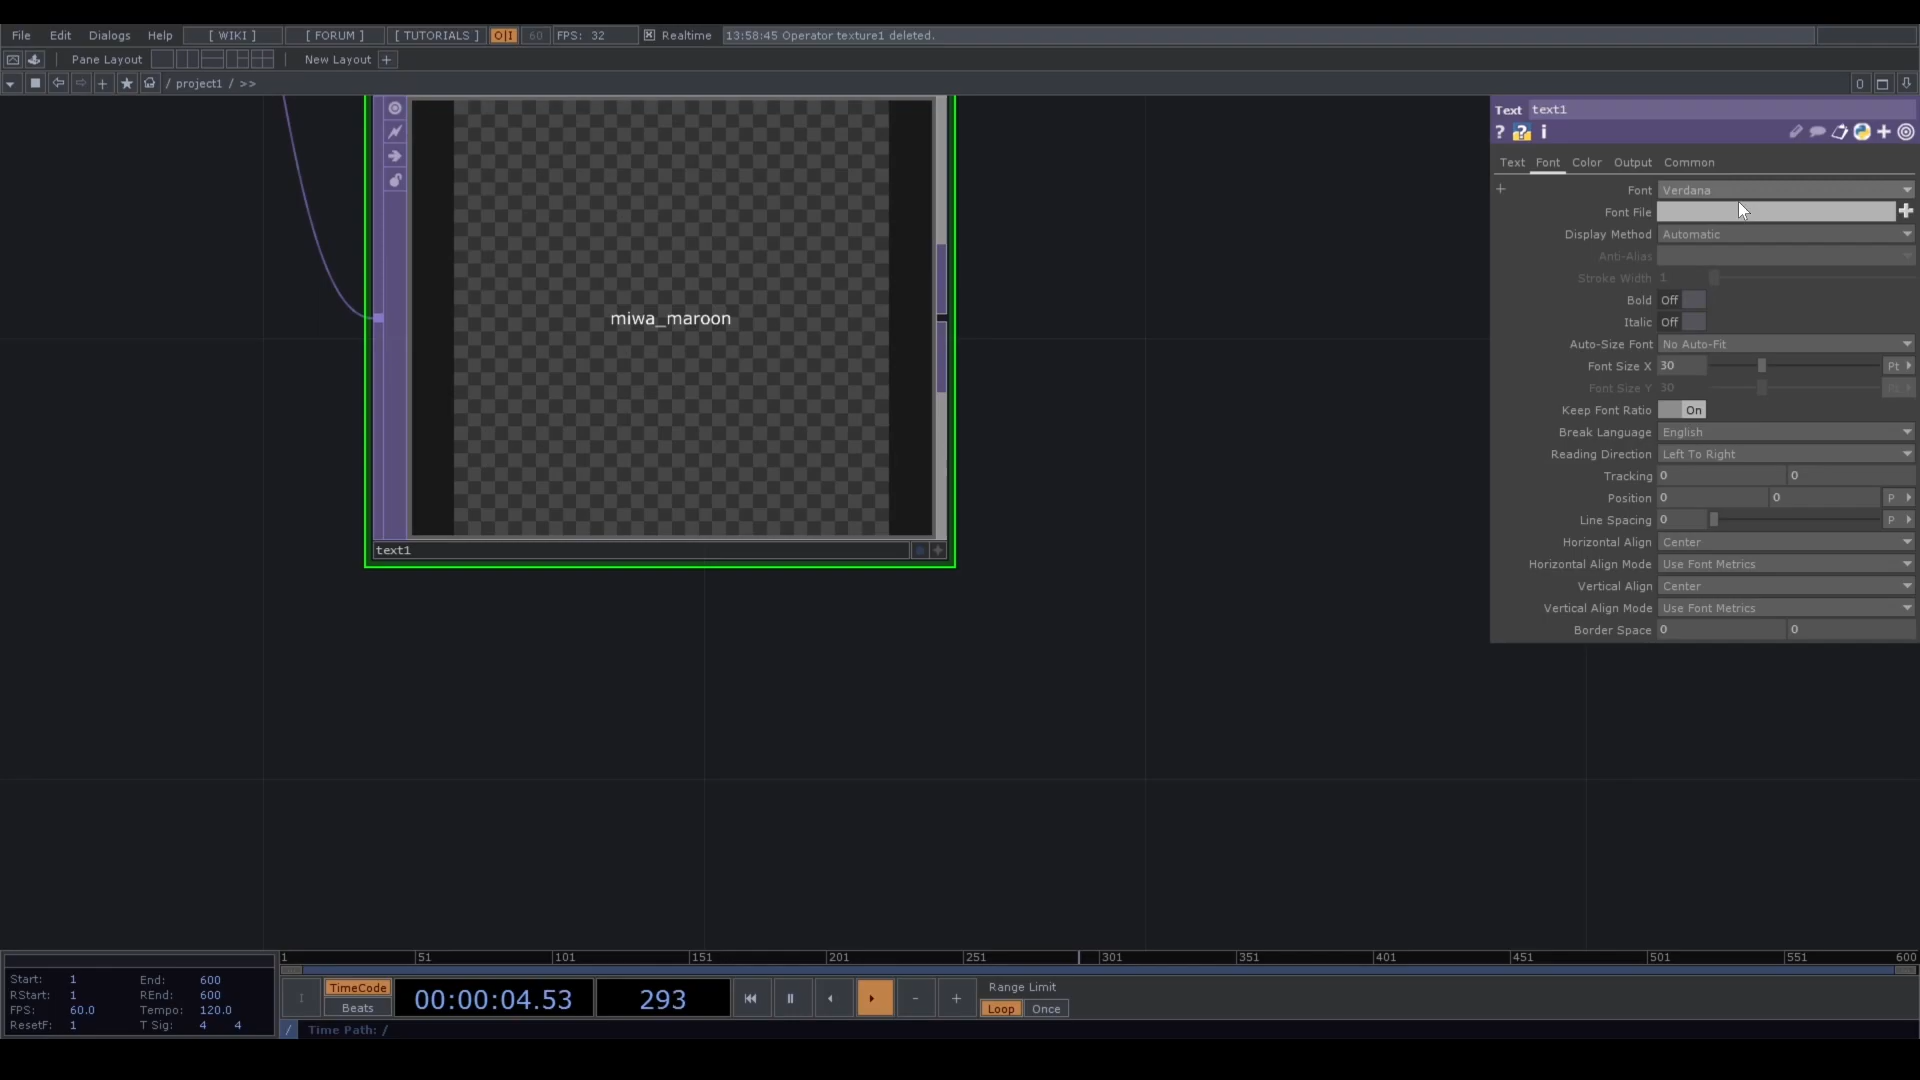 File Edit Dialogs Help [ WIKI ] [ FORUM ] [ TUTORIALS ] O|I 60 FPS: 32 Realtime 13:58:45 Operator texture1 deleted.
Pane Layout New Layout +
/ project1 / >> 0
Text text1
? ? i
Text Font Color Output Common
Font Verdana
Font File
Display Method Automatic
Anti-Alias
Stroke Width 1
Bold Off
Italic Off
Auto-Size Font No Auto-Fit
Font Size X 30 Pt
Font Size Y 30
Keep Font Ratio On
Break Language English
Reading Direction Left To Right
Tracking 0 0
Position 0 0 P
Line Spacing 0 P
Horizontal Align Center
Horizontal Align Mode Use Font Metrics
Vertical Align Center
Vertical Align Mode Use Font Metrics
Border Space 0 0
miwa_maroon
text1
1 51 101 151 201 251 301 351 401 451 501 551 600
Start: 1 End: 600
RStart: 1 REnd: 600
FPS: 60.0 Tempo: 120.0
ResetF: 1 T Sig: 4 4
I TimeCode
Beats
00:00:04.53 293
- +
Range Limit
Loop Once
/ Time Path: /